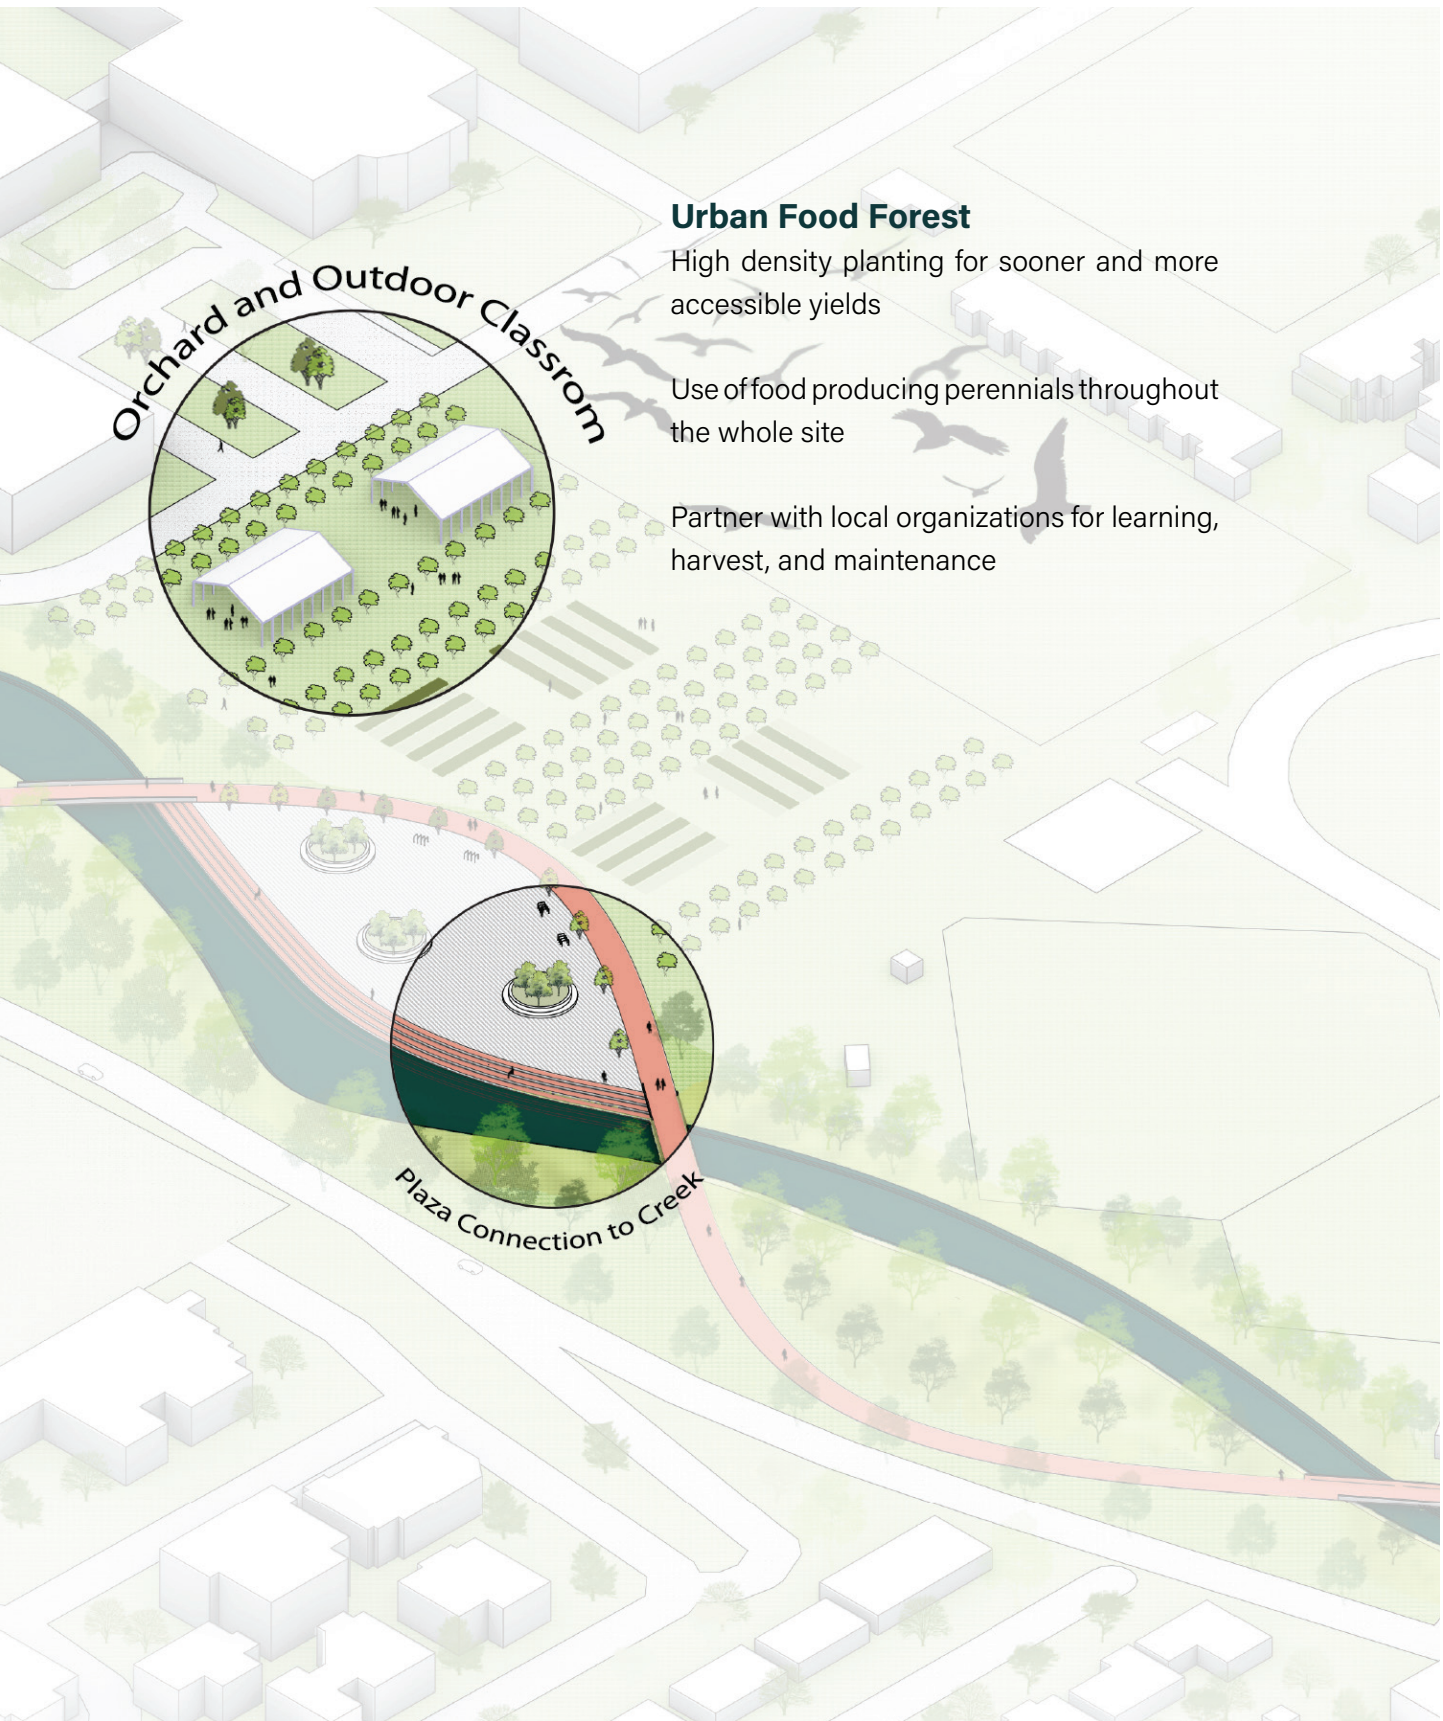 Urban Food Forest
High density planting for sooner and more
accessible yields
Use of food producing perennials throughout
the whole site
Partner with local organizations for learning,
harvest, and maintenance
Orchard and Outdoor Classrom
Plaza Connection to Creek